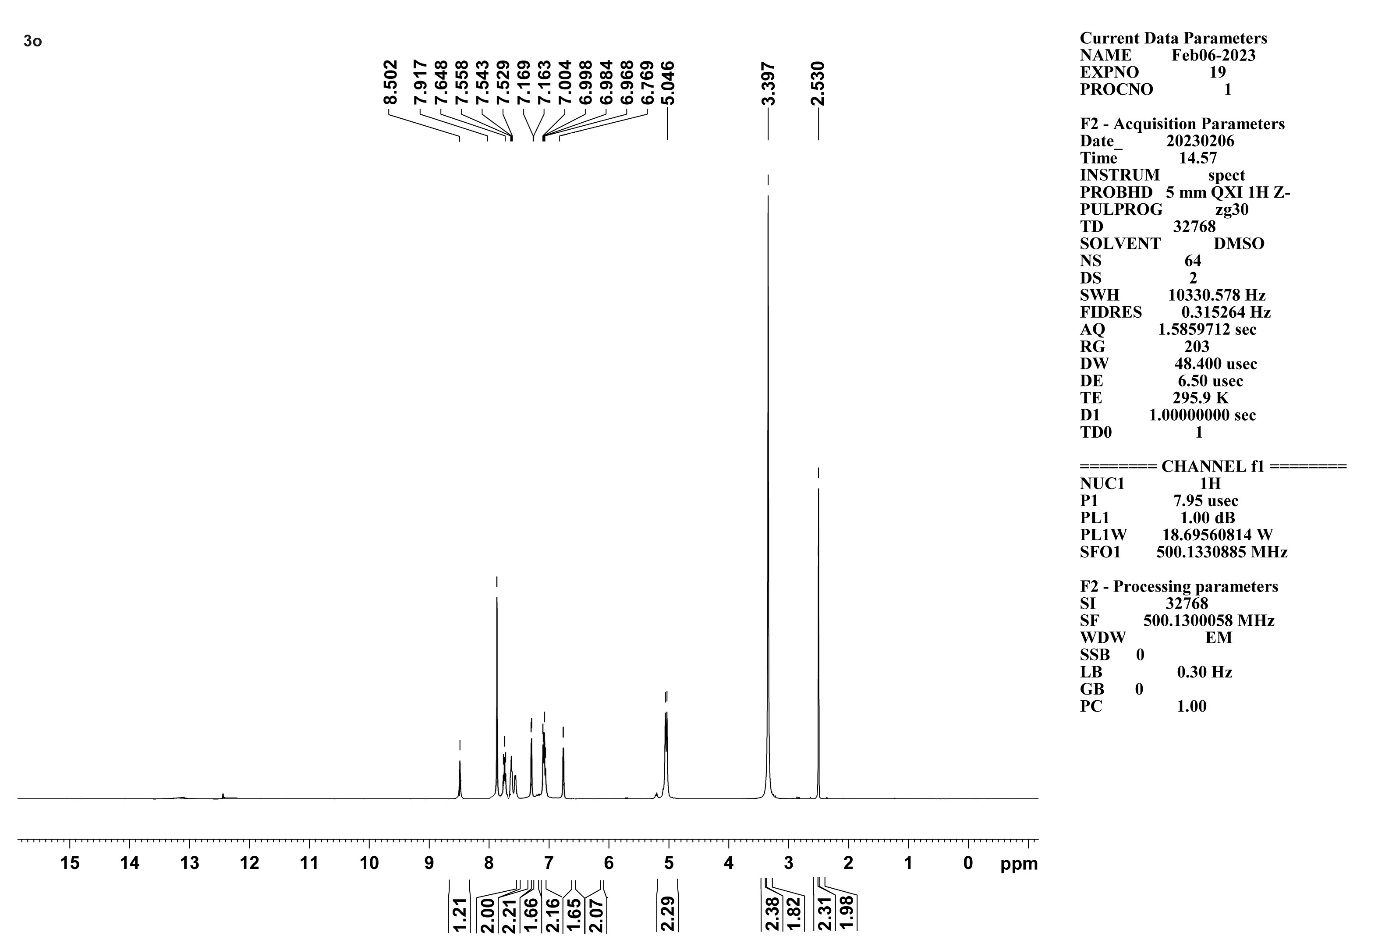 3o
8.502
7.917
7.648
7.558
7.543
7.529
7.169
7.163
7.004
6.998
6.984
6.968
6.769
5.046
3.397
2.530
Current Data Parameters
NAME Feb06-2023
EXPNO 19
PROCNO 1
F2 - Acquisition Parameters
Date_ 20230206
Time 14.57
INSTRUM spect
PROBHD 5 mm QXI 1H Z-
PULPROG zg30
TD 32768
SOLVENT DMSO
NS 64
DS 2
SWH 10330.578 Hz
FIDRES 0.315264 Hz
AQ 1.5859712 sec
RG 203
DW 48.400 usec
DE 6.50 usec
TE 295.9 K
D1 1.00000000 sec
TD0 1
======== CHANNEL f1 ========
NUC1 1H
P1 7.95 usec
PL1 1.00 dB
PL1W 18.69560814 W
SFO1 500.1330885 MHz
F2 - Processing parameters
SI 32768
SF 500.1300058 MHz
WDW EM
SSB 0
LB 0.30 Hz
GB 0
PC 1.00
15 14 13 12 11 10 9 8 7 6 5 4 3 2 1 0 ppm
1.21
2.00
2.21
1.66
2.16
1.65
2.07
2.29
2.38
1.82
2.31
1.98